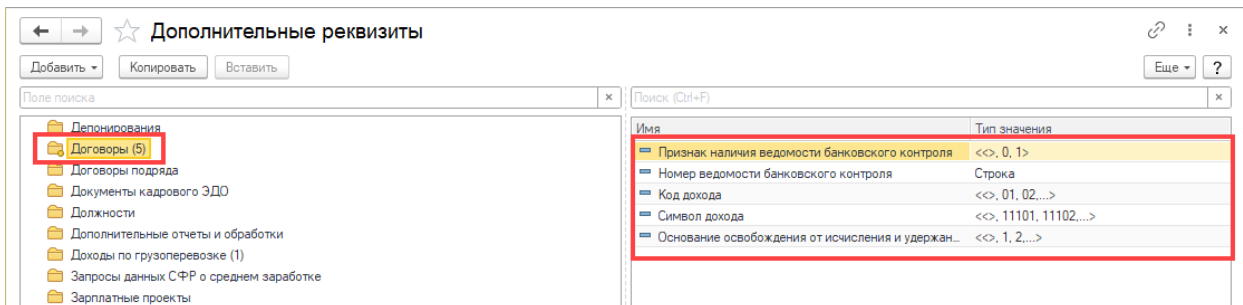 Дополнительные реквизиты
Добавить
Копировать
Вставить
Еще
?
Поле поиска
Поиск (Ctrl+F)
Депонирования
Договоры (5)
Договоры подряда
Документы кадрового ЭДО
Должности
Дополнительные отчеты и обработки
Доходы по грузоперевозке (1)
Запросы данных СФР о среднем заработке
Зарплатные проекты
Имя Тип значения
Признак наличия ведомости банковского контроля <<>, 0, 1>
Номер ведомости банковского контроля Строка
Код дохода <<>, 01, 02,...>
Символ дохода <<>, 11101, 11102,...>
Основание освобождения от исчисления и удержан... <<>, 1, 2,...>